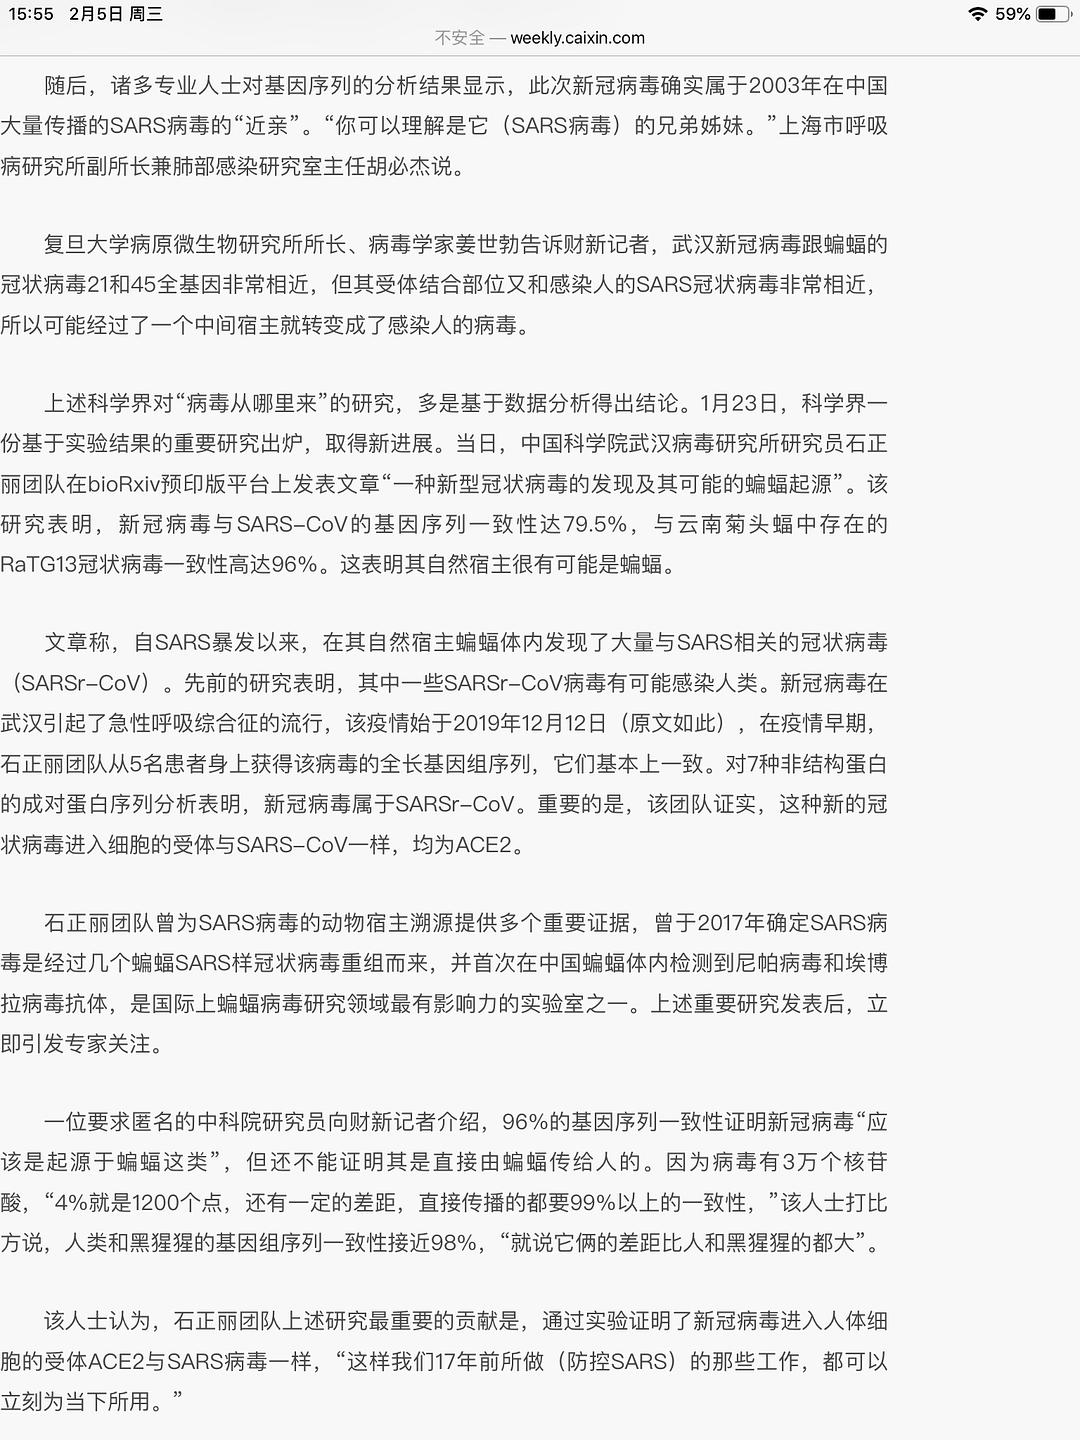 15:55 2月5日 周三 59%
不安全 — weekly.caixin.com
随后，诸多专业人士对基因序列的分析结果显示，此次新冠病毒确实属于2003年在中国
大量传播的SARS病毒的“近亲”。“你可以理解是它（SARS病毒）的兄弟姊妹。”上海市呼吸
病研究所副所长兼肺部感染研究室主任胡必杰说。
复旦大学病原微生物研究所所长、病毒学家姜世勃告诉财新记者，武汉新冠病毒跟蝙蝠的
冠状病毒21和45全基因非常相近，但其受体结合部位又和感染人的SARS冠状病毒非常相近，
所以可能经过了一个中间宿主就转变成了感染人的病毒。
上述科学界对“病毒从哪里来”的研究，多是基于数据分析得出结论。1月23日，科学界一
份基于实验结果的重要研究出炉，取得新进展。当日，中国科学院武汉病毒研究所研究员石正
丽团队在bioRxiv预印版平台上发表文章“一种新型冠状病毒的发现及其可能的蝙蝠起源”。该
研究表明，新冠病毒与SARS-CoV的基因序列一致性达79.5%，与云南菊头蝠中存在的
RaTG13冠状病毒一致性高达96%。这表明其自然宿主很有可能是蝙蝠。
文章称，自SARS暴发以来，在其自然宿主蝙蝠体内发现了大量与SARS相关的冠状病毒
（SARSr-CoV）。先前的研究表明，其中一些SARSr-CoV病毒有可能感染人类。新冠病毒在
武汉引起了急性呼吸综合征的流行，该疫情始于2019年12月12日（原文如此），在疫情早期，
石正丽团队从5名患者身上获得该病毒的全长基因组序列，它们基本上一致。对7种非结构蛋白
的成对蛋白序列分析表明，新冠病毒属于SARSr-CoV。重要的是，该团队证实，这种新的冠
状病毒进入细胞的受体与SARS-CoV一样，均为ACE2。
石正丽团队曾为SARS病毒的动物宿主溯源提供多个重要证据，曾于2017年确定SARS病
毒是经过几个蝙蝠SARS样冠状病毒重组而来，并首次在中国蝙蝠体内检测到尼帕病毒和埃博
拉病毒抗体，是国际上蝙蝠病毒研究领域最有影响力的实验室之一。上述重要研究发表后，立
即引发专家关注。
一位要求匿名的中科院研究员向财新记者介绍，96%的基因序列一致性证明新冠病毒“应
该是起源于蝙蝠这类”，但还不能证明其是直接由蝙蝠传给人的。因为病毒有3万个核苷
酸，“4%就是1200个点，还有一定的差距，直接传播的都要99%以上的一致性，”该人士打比
方说，人类和黑猩猩的基因组序列一致性接近98%，“就说它俩的差距比人和黑猩猩的都大”。
该人士认为，石正丽团队上述研究最重要的贡献是，通过实验证明了新冠病毒进入人体细
胞的受体ACE2与SARS病毒一样，“这样我们17年前所做（防控SARS）的那些工作，都可以
立刻为当下所用。”